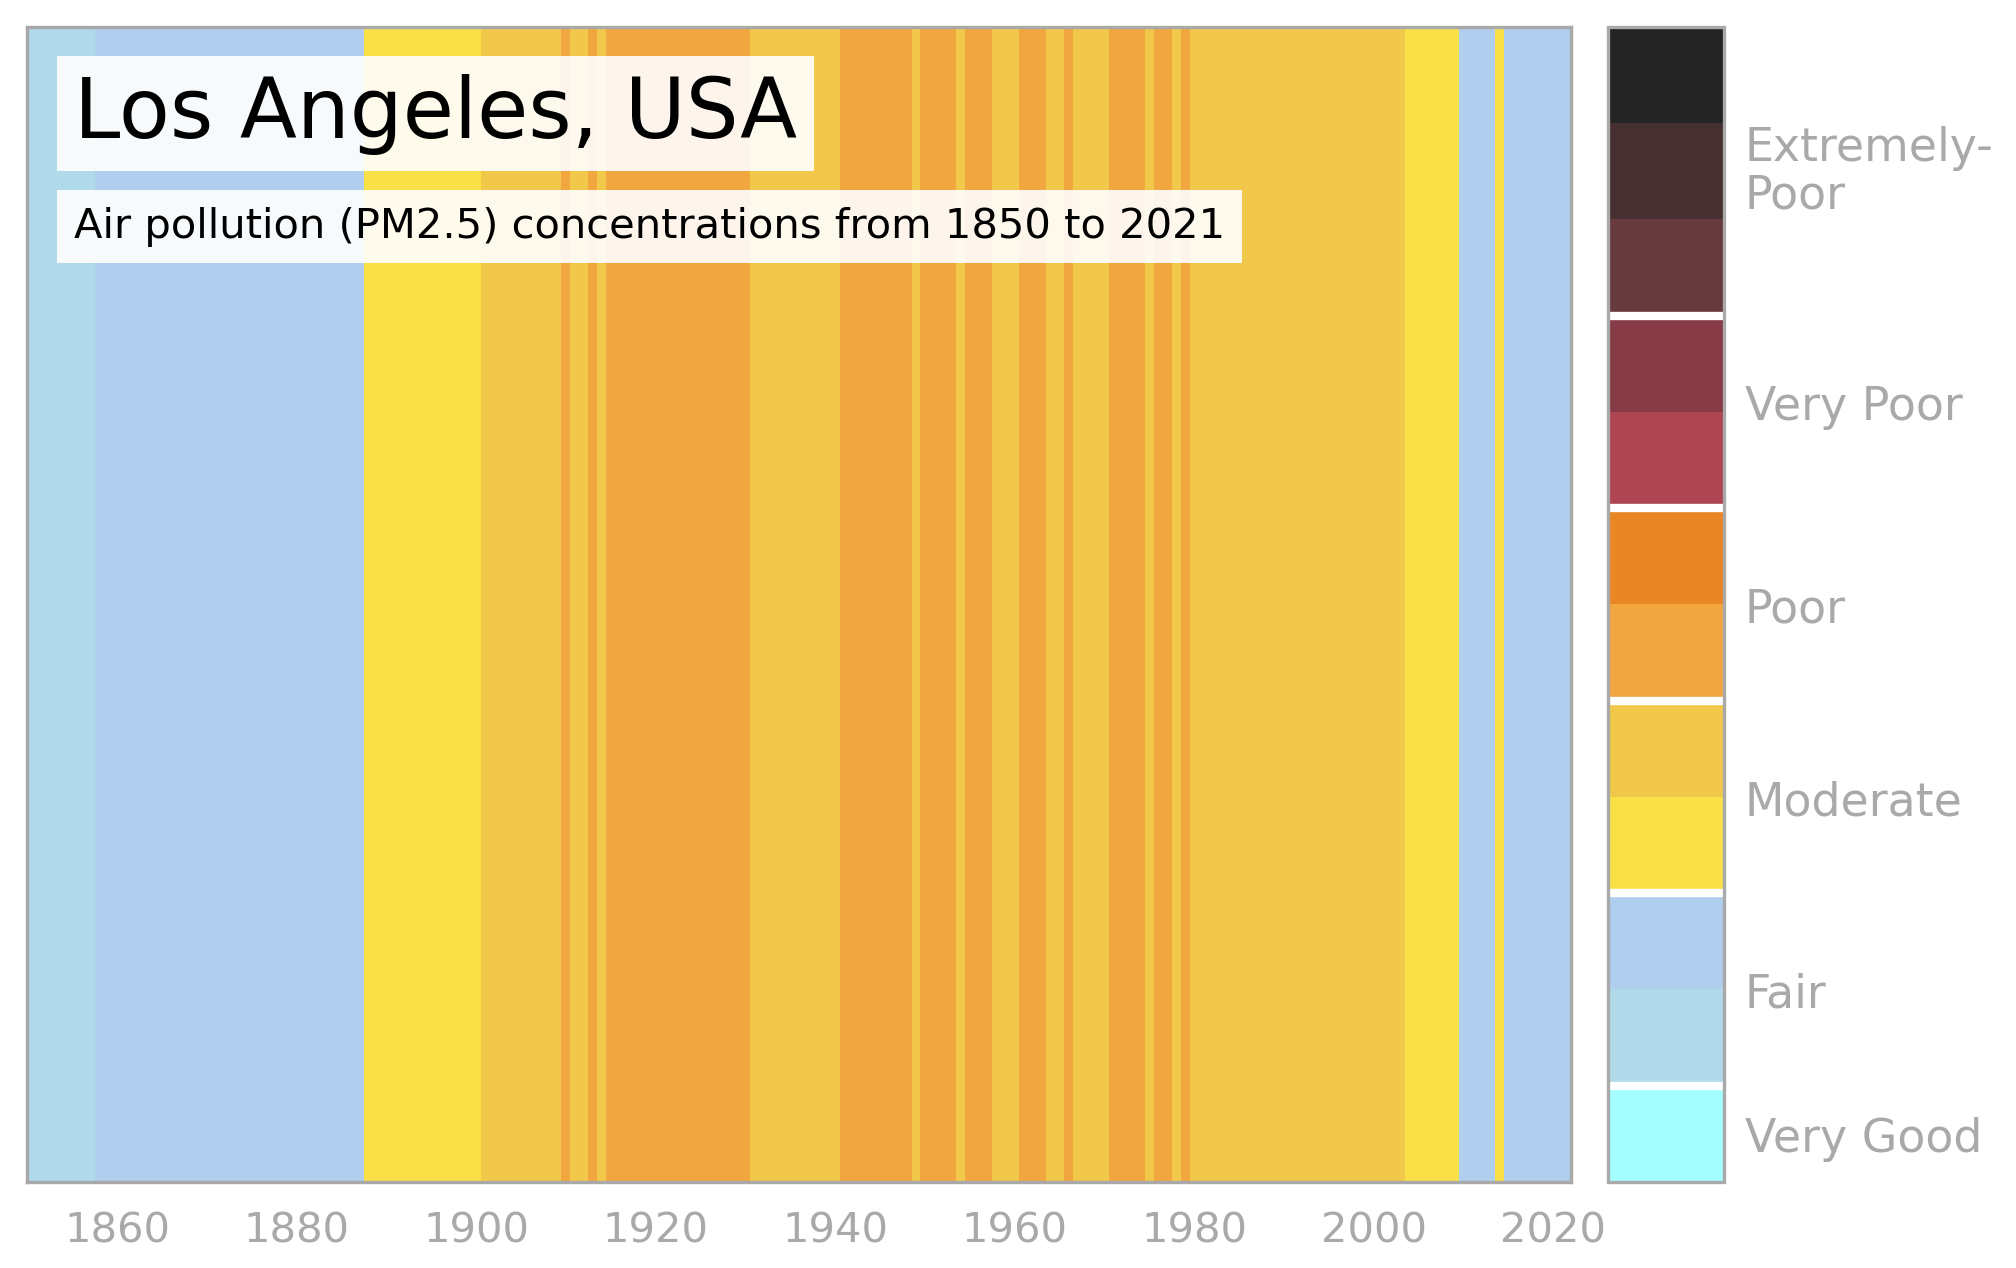 Los Angeles, USA
Air pollution (PM2.5) concentrations from 1850 to 2021
Extremely-
Poor
Very Poor
Poor
Moderate
Fair
Very Good
1860 1880 1900 1920 1940 1960 1980 2000 2020